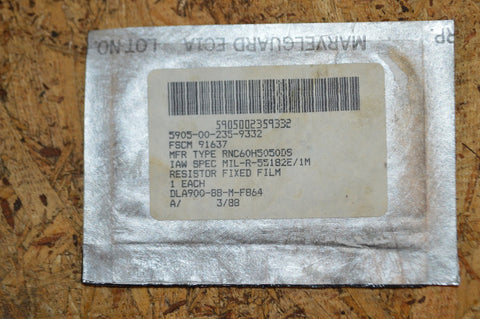 LOT NO. MARVELGUARD ECIA RP
5905002359332
5905-00-235-9332
FSCM 91637
MFR TYPE RNC60H5050DS
IAW SPEC MIL-R-55182E/1M
RESISTOR FIXED FILM
1 EACH
DLA900-88-M-F864
A/ 3/88